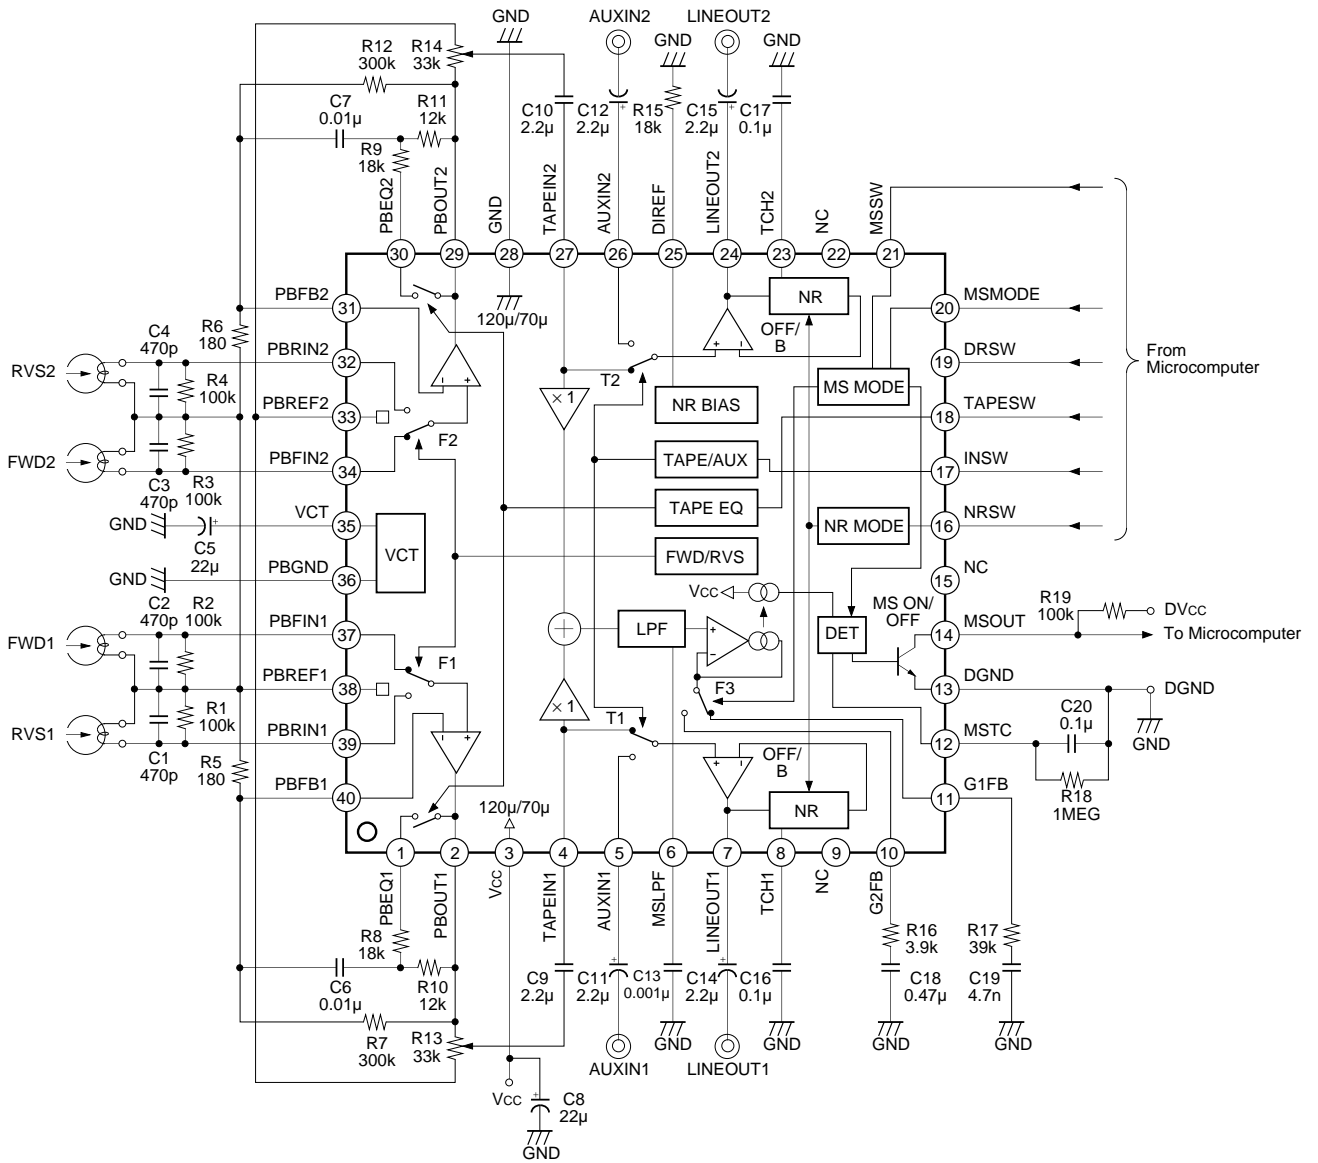 GND
AUXIN2
LINEOUT2
R12
300k
R14
33k
GND
GND
C7
0.01µ
R11
12k
C10
2.2µ
C12
2.2µ
R15
18k
C15
2.2µ
C17
0.1µ
R9
18k
PBEQ2
PBOUT2
GND
TAPEIN2
AUXIN2
DIREF
LINEOUT2
TCH2
NC
MSSW
30
29
28
27
26
25
24
23
22
21
PBFB2
31
120µ/70µ
NR
OFF/
B
20
MSMODE
C4
470p
R6
180
RVS2
PBRIN2
32
R4
100k
T2
MS MODE
19
DRSW
From
Microcomputer
PBREF2
33
× 1
NR BIAS
18
TAPESW
F2
FWD2
PBFIN2
34
TAPE/AUX
17
INSW
C3
470p
R3
100k
TAPE EQ
GND
VCT
35
C5
22µ
VCT
NR MODE
16
NRSW
FWD/RVS
GND
PBGND
36
15
NC
VCC
C2
470p
R2
100k
MS ON/
OFF
R19
100k
DVCC
FWD1
PBFIN1
37
LPF
+
−
DET
14
MSOUT
To Microcomputer
F1
PBREF1
38
F3
13
DGND
DGND
R1
100k
× 1
T1
C20
0.1µ
GND
RVS1
PBRIN1
39
12
MSTC
C1
470p
R5
180
OFF/
B
R18
1MEG
PBFB1
40
120µ/70µ
NR
11
G1FB
1
2
3
4
5
6
7
8
9
10
PBEQ1
PBOUT1
VCC
TAPEIN1
AUXIN1
MSLPF
LINEOUT1
TCH1
NC
G2FB
R8
18k
R16
3.9k
R17
39k
C6
0.01µ
R10
12k
C9
2.2µ
C11
2.2µ
C13
0.001µ
C14
2.2µ
C16
0.1µ
C18
0.47µ
C19
4.7n
R7
300k
R13
33k
GND
GND
GND
GND
AUXIN1
LINEOUT1
VCC
C8
22µ
GND